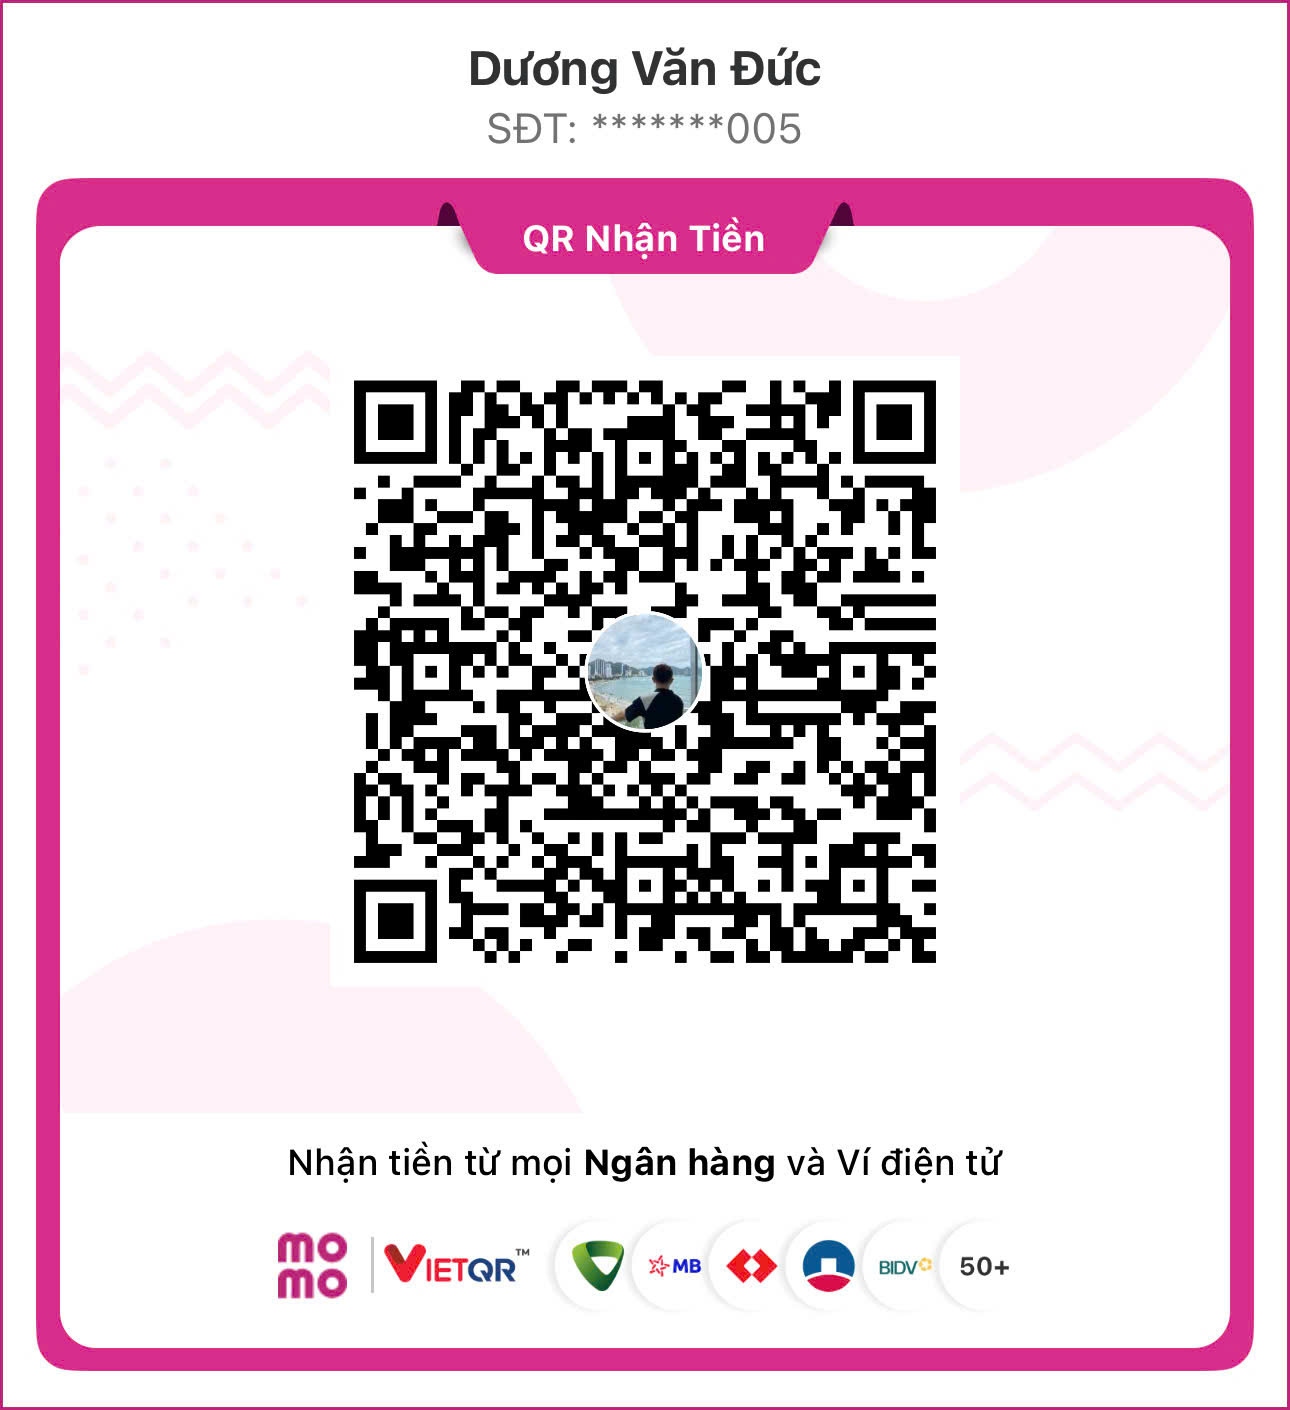 Dương Văn Đức
SĐT: *******005
QR Nhận Tiền
Nhận tiền từ mọi Ngân hàng và Ví điện tử
mo
mo
VIETQR™
MB
BIDV
50+